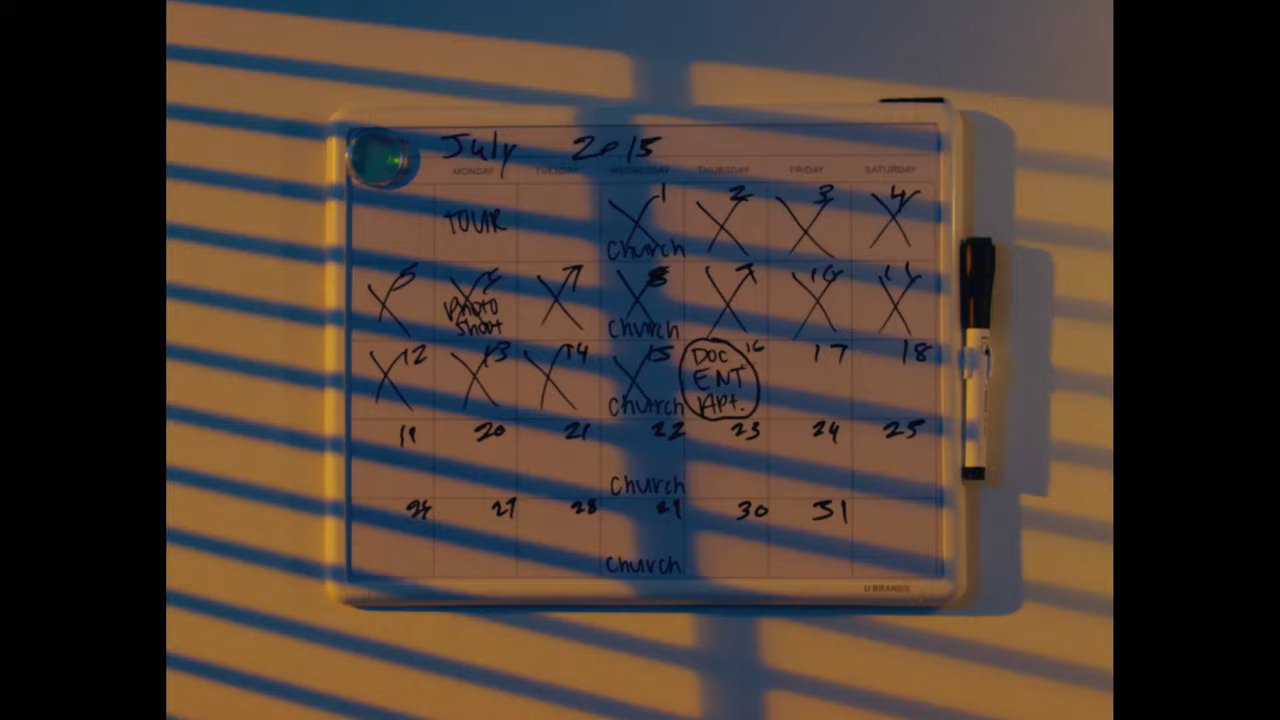 July 2015
MONDAY TUESDAY WEDNESDAY THURSDAY FRIDAY SATURDAY
1 2 3 4
TOUR
Church
5 7 8 9 10 11
Photo
Shoot
Church
12 13 14 15 16 17 18
DOC
ENT
Apt.
Church
19 20 21 22 23 24 25
Church
27 28 29 30 31
Church
U BRANDS